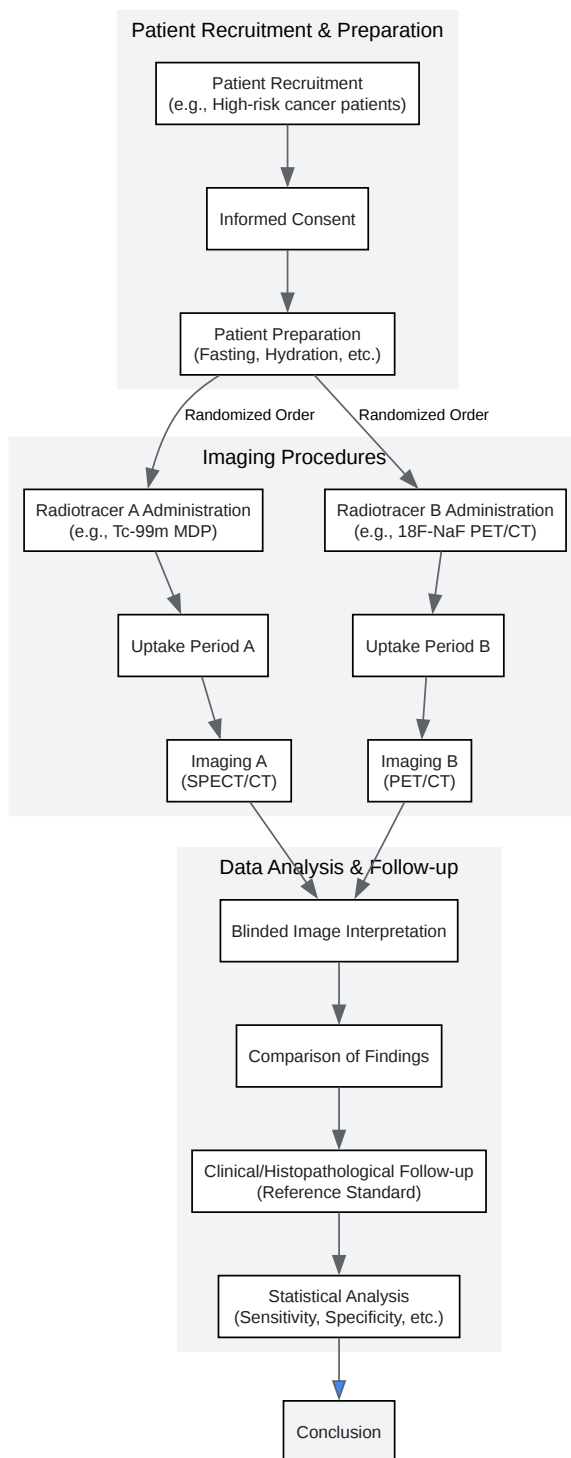 Patient Recruitment & Preparation
Patient Recruitment
(e.g., High-risk cancer patients)
Informed Consent
Patient Preparation
(Fasting, Hydration, etc.)
Randomized Order
Randomized Order
Imaging Procedures
Radiotracer A Administration
(e.g., Tc-99m MDP)
Radiotracer B Administration
(e.g., 18F-NaF PET/CT)
Uptake Period A
Uptake Period B
Imaging A
(SPECT/CT)
Imaging B
(PET/CT)
Data Analysis & Follow-up
Blinded Image Interpretation
Comparison of Findings
Clinical/Histopathological Follow-up
(Reference Standard)
Statistical Analysis
(Sensitivity, Specificity, etc.)
Conclusion